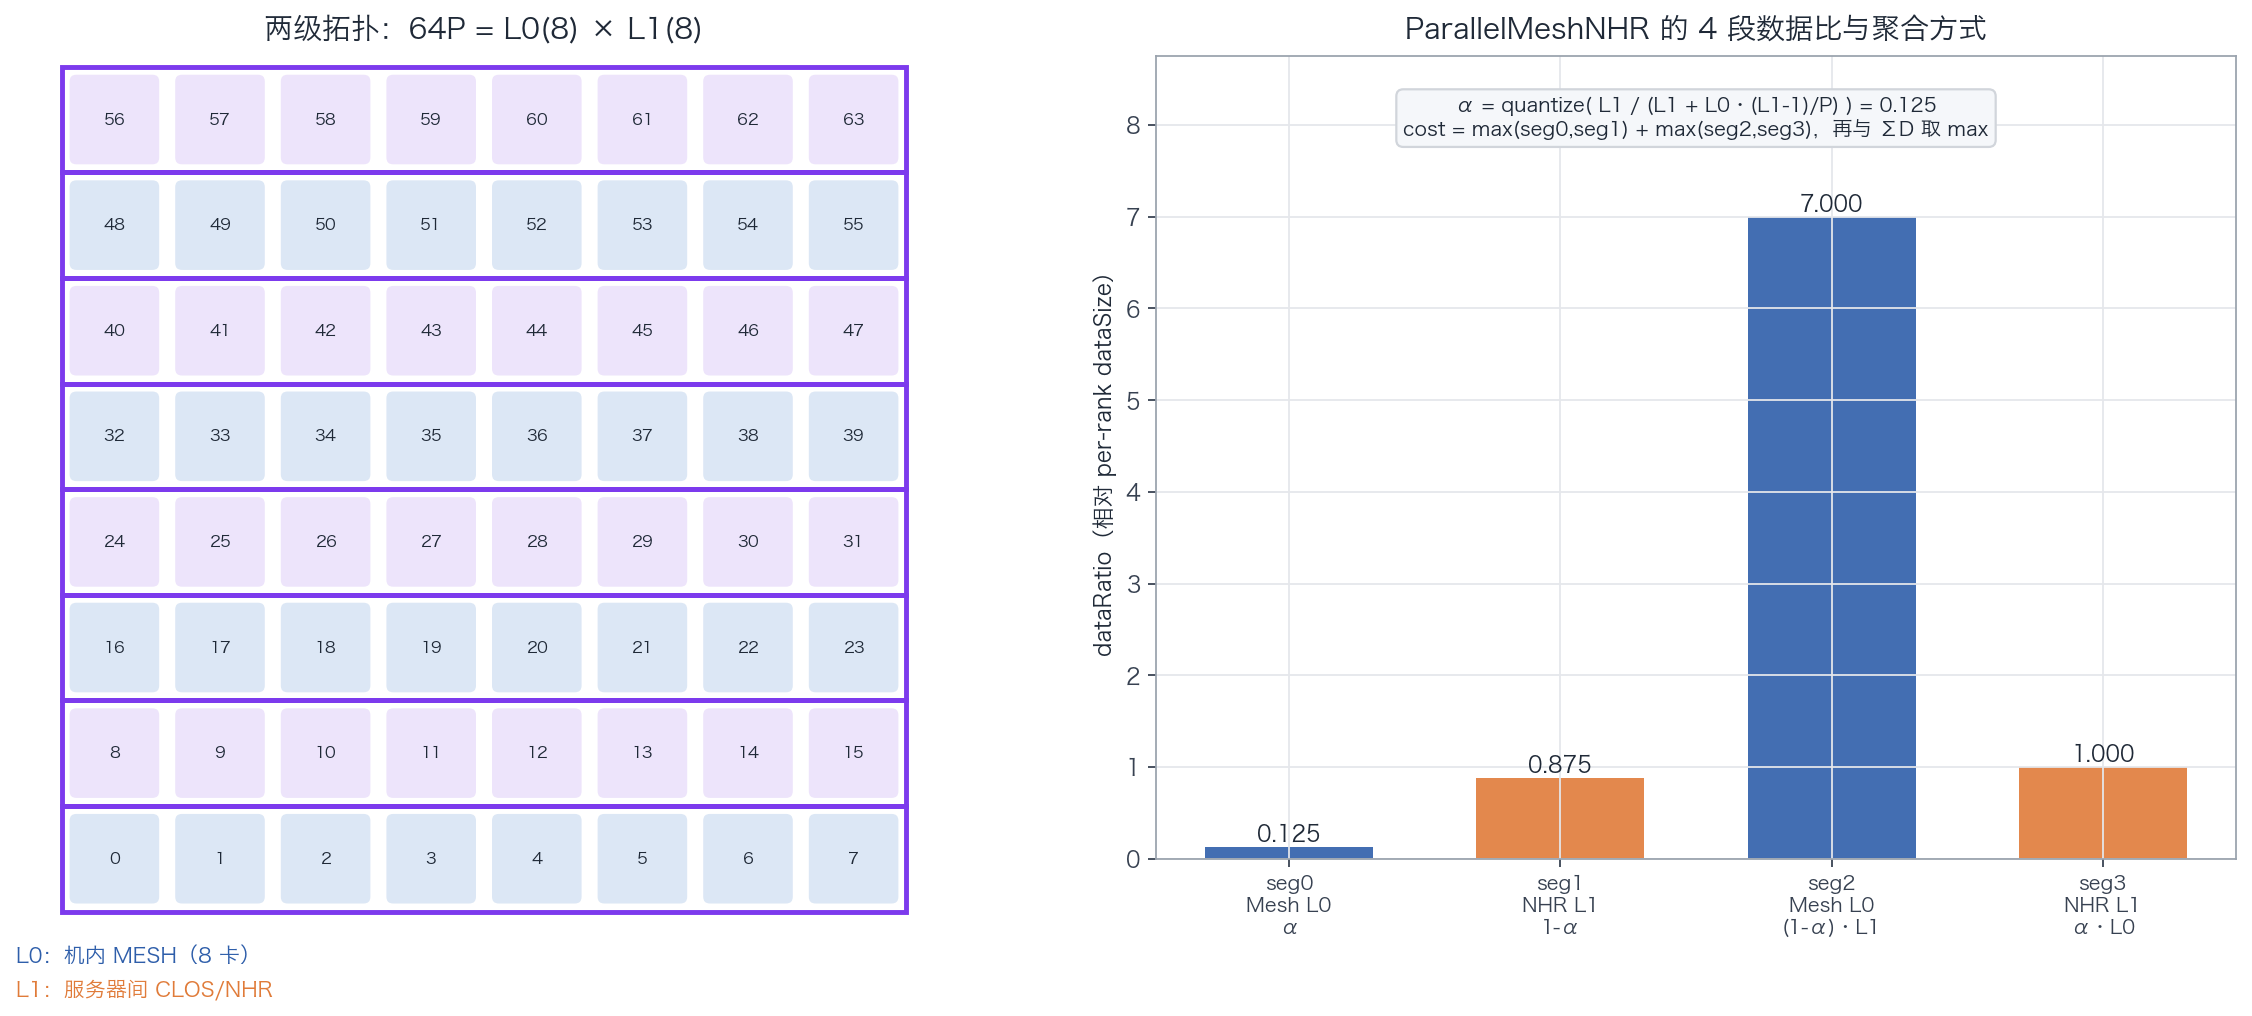 两级拓扑：64P = L0(8) × L1(8)
56 57 58 59 60 61 62 63
48 49 50 51 52 53 54 55
40 41 42 43 44 45 46 47
32 33 34 35 36 37 38 39
24 25 26 27 28 29 30 31
16 17 18 19 20 21 22 23
8 9 10 11 12 13 14 15
0 1 2 3 4 5 6 7
L0：机内 MESH（8 卡）
L1：服务器间 CLOS/NHR
ParallelMeshNHR 的 4 段数据比与聚合方式
α = quantize( L1 / (L1 + L0 · (L1-1)/P) ) = 0.125
cost = max(seg0,seg1) + max(seg2,seg3)，再与 ΣD 取 max
dataRatio（相对 per-rank dataSize）
8
7
6
5
4
3
2
1
0
0.125
0.875
7.000
1.000
seg0
Mesh L0
α
seg1
NHR L1
1-α
seg2
Mesh L0
(1-α) · L1
seg3
NHR L1
α · L0